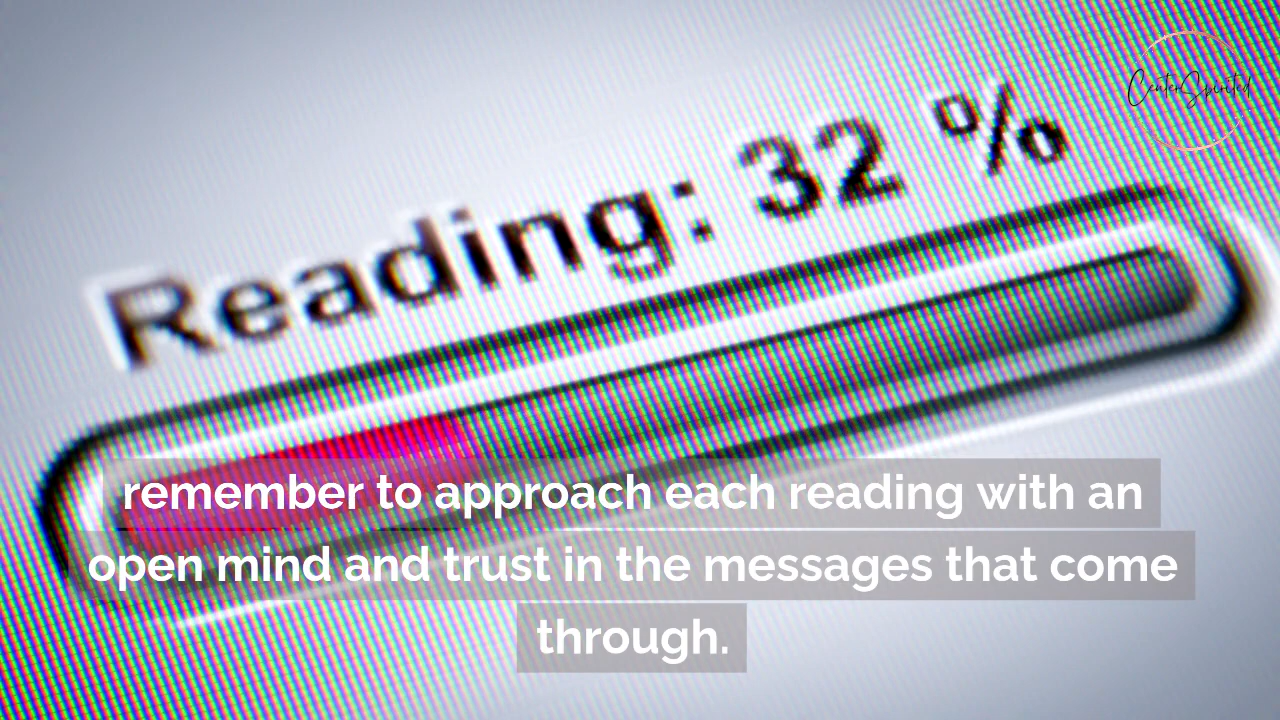 CenterSpirited
Reading: 32 %
remember to approach each reading with an
open mind and trust in the messages that come
through.